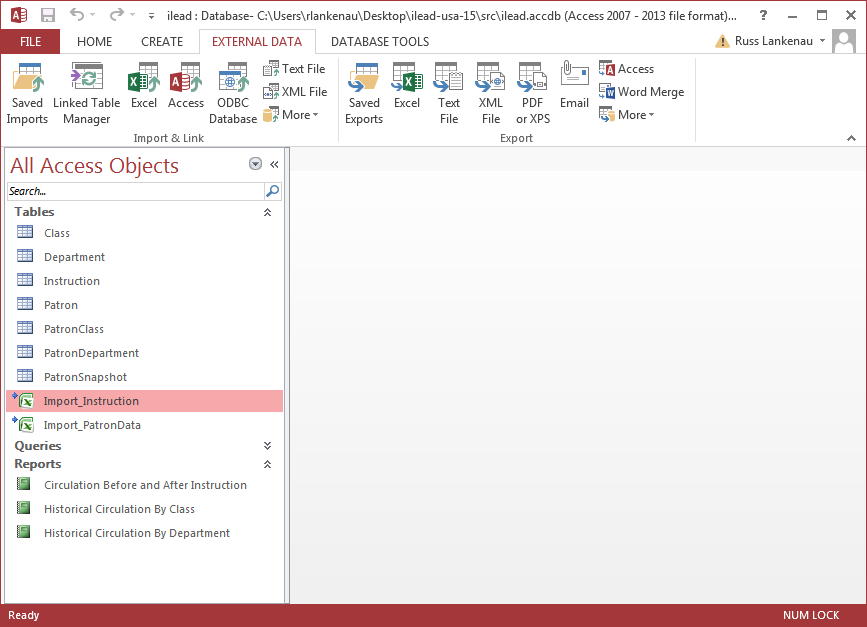 ilead : Database- C:\Users\rlankenau\Desktop\ilead-usa-15\src\ilead.accdb (Access 2007 - 2013 file format)... ?
FILE HOME CREATE EXTERNAL DATA DATABASE TOOLS Russ Lankenau
Saved Imports
Linked Table Manager
Excel
Access
ODBC Database
Text File
XML File
More
Import & Link
Saved Exports
Excel
Text File
XML File
PDF or XPS
Email
Access
Word Merge
More
Export
All Access Objects
Search...
Tables
Class
Department
Instruction
Patron
PatronClass
PatronDepartment
PatronSnapshot
Import_Instruction
Import_PatronData
Queries
Reports
Circulation Before and After Instruction
Historical Circulation By Class
Historical Circulation By Department
Ready NUM LOCK